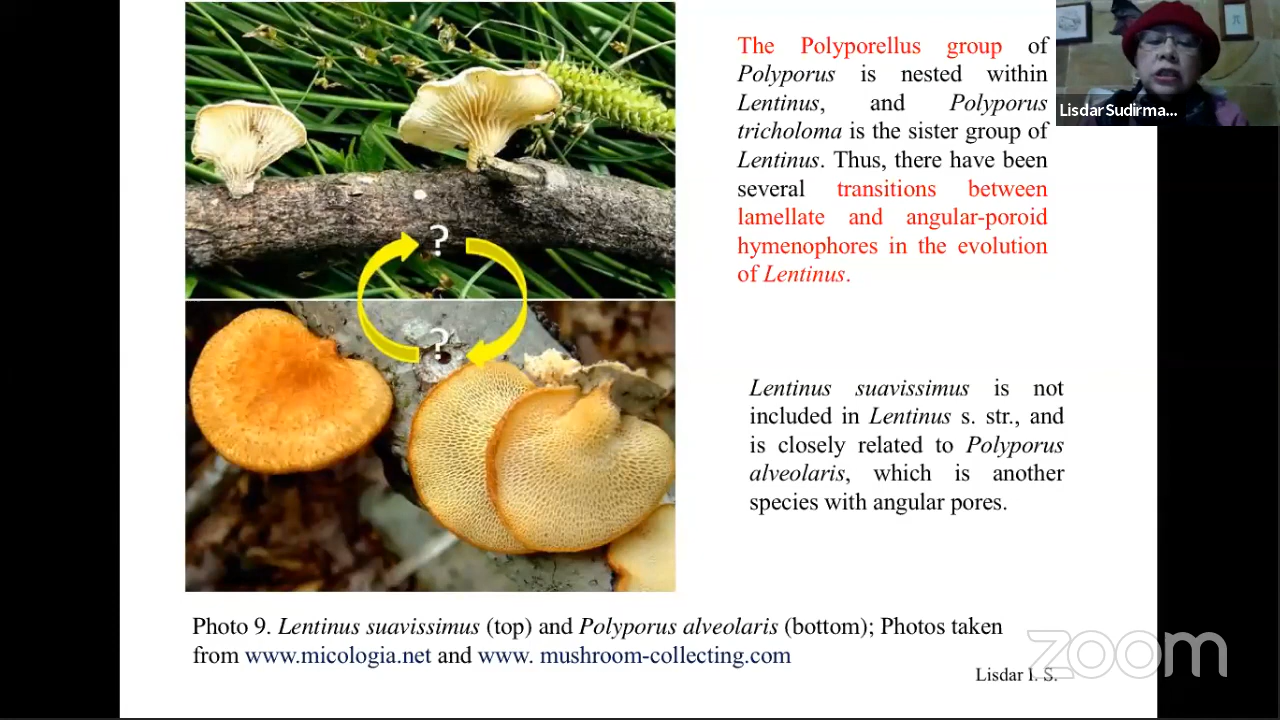 The Polyporellus group of
Polyporus is nested within
Lentinus, and Polyporus
tricholoma is the sister group of
Lentinus. Thus, there have been
several transitions between
lamellate and angular-poroid
hymenophores in the evolution
of Lentinus.
Lisdar Sudirma...
?
?
Lentinus suavissimus is not
included in Lentinus s. str., and
is closely related to Polyporus
alveolaris, which is another
species with angular pores.
Photo 9. Lentinus suavissimus (top) and Polyporus alveolaris (bottom); Photos taken
from www.micologia.net and www. mushroom-collecting.com
zoom
Lisdar I. S.